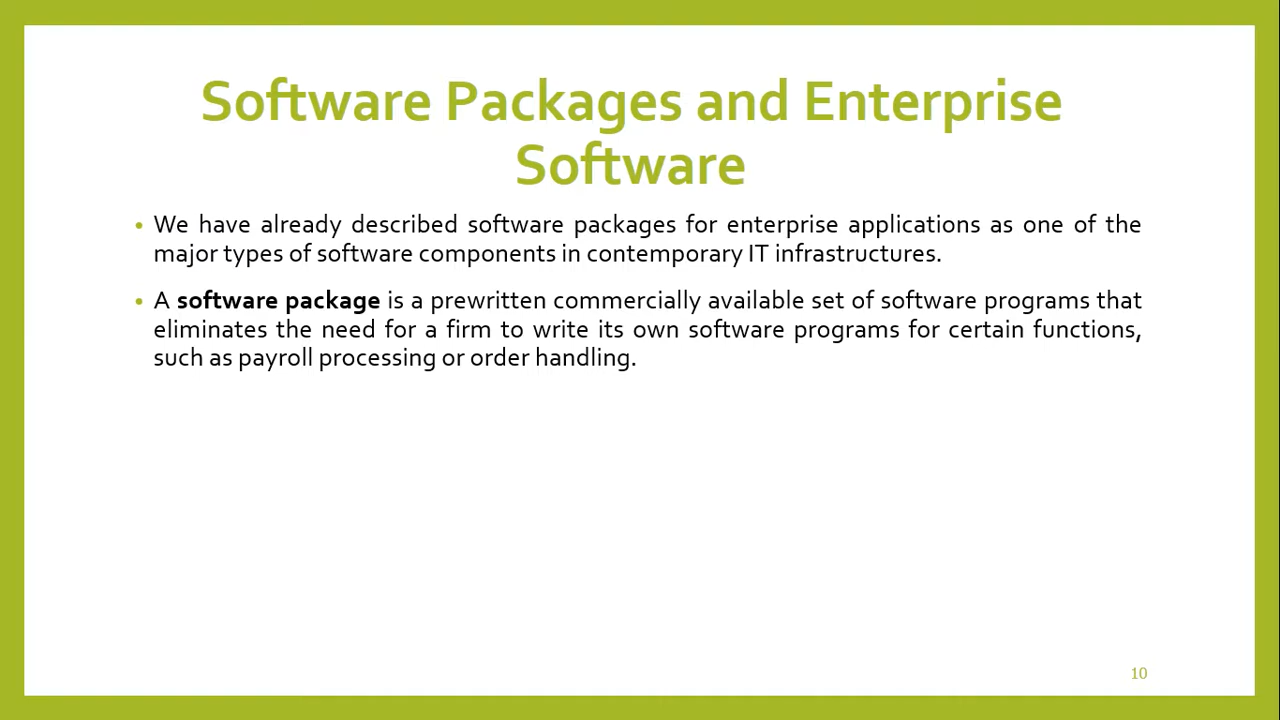 Software Packages and Enterprise
Software
• We have already described software packages for enterprise applications as one of the
major types of software components in contemporary IT infrastructures.
• A software package is a prewritten commercially available set of software programs that
eliminates the need for a firm to write its own software programs for certain functions,
such as payroll processing or order handling.
10